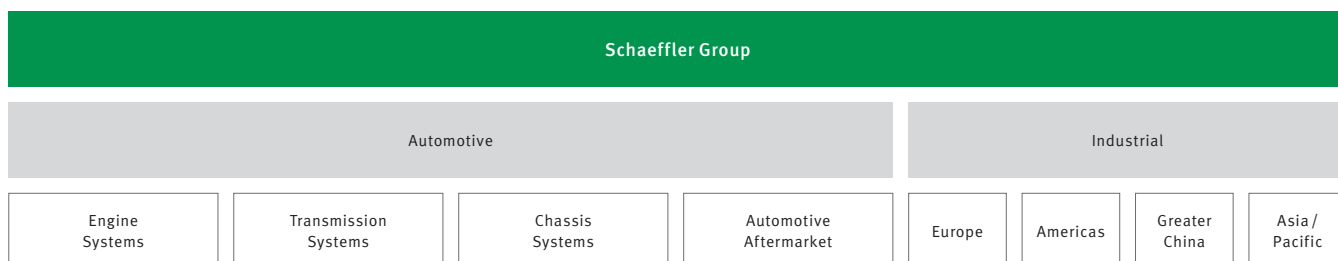 Schaeffler Group
Automotive
Industrial
Engine
Systems
Transmission
Systems
Chassis
Systems
Automotive
Aftermarket
Europe
Americas
Greater
China
Asia /
Pacific